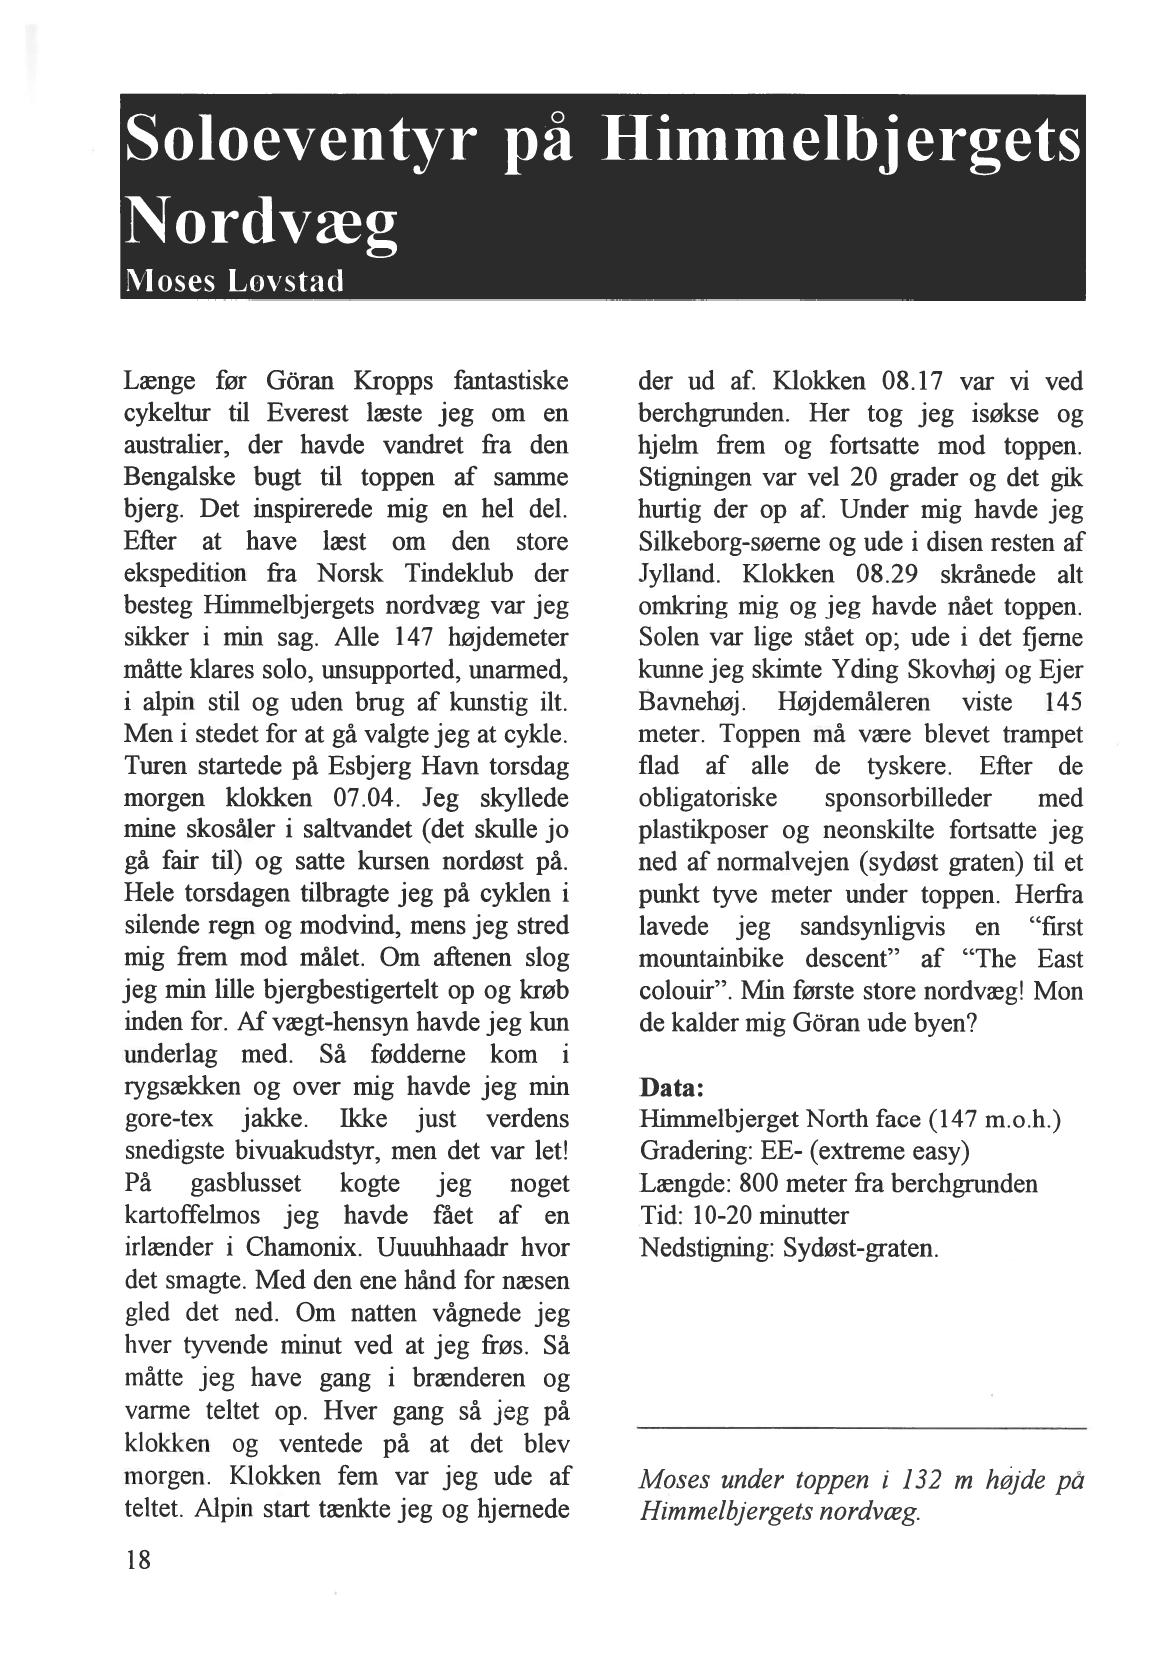 Soloeventyr på Himmelbjergets
Nordvæg
Moses Løvstad
Længe før Göran Kropps fantastiske
cykeltur til Everest læste jeg om en
australier, der havde vandret fra den
Bengalske bugt til toppen af samme
bjerg. Det inspirerede mig en hel del.
Efter at have læst om den store
ekspedition fra Norsk Tindeklub der
besteg Himmelbjergets nordvæg var jeg
sikker i min sag. Alle 147 højdemeter
måtte klares solo, unsupported, unarmed,
i alpin stil og uden brug af kunstig ilt.
Men i stedet for at gå valgte jeg at cykle.
Turen startede på Esbjerg Havn torsdag
morgen klokken 07.04. Jeg skyllede
mine skosåler i saltvandet (det skulle jo
gå fair til) og satte kursen nordøst på.
Hele torsdagen tilbragte jeg på cyklen i
silende regn og modvind, mens jeg stred
mig frem mod målet. Om aftenen slog
jeg min lille bjergbestigertelt op og krøb
inden for. Af vægt-hensyn havde jeg kun
underlag med. Så fødderne kom i
rygsækken og over mig havde jeg min
gore-tex jakke. Ikke just verdens
snedigste bivuakudstyr, men det var let!
På gasblusset kogte jeg noget
kartoffelmos jeg havde fået af en
irlænder i Chamonix. Uuuuhhaadr hvor
det smagte. Med den ene hånd for næsen
gled det ned. Om natten vågnede jeg
hver tyvende minut ved at jeg frøs. Så
måtte jeg have gang i brænderen og
varme teltet op. Hver gang så jeg på
klokken og ventede på at det blev
morgen. Klokken fem var jeg ude af
teltet. Alpin start tænkte jeg og hjernede
der ud af. Klokken 08.17 var vi ved
berchgrunden. Her tog jeg isøkse og
hjelm frem og fortsatte mod toppen.
Stigningen var vel 20 grader og det gik
hurtig der op af. Under mig havde jeg
Silkeborg-søerne og ude i disen resten af
Jylland. Klokken 08.29 skrånede alt
omkring mig og jeg havde nået toppen.
Solen var lige stået op; ude i det fjerne
kunne jeg skimte Yding Skovhøj og Ejer
Bavnehøj. Højdemåleren viste 145
meter. Toppen må være blevet trampet
flad af alle de tyskere. Efter de
obligatoriske sponsorbilleder med
plastikposer og neonskilte fortsatte jeg
ned af normalvejen (sydøst graten) til et
punkt tyve meter under toppen. Herfra
lavede jeg sandsynligvis en “first
mountainbike descent” af “The East
colouir”. Min første store nordvæg! Mon
de kalder mig Göran ude byen?
Data:
Himmelbjerget North face (147 m.o.h.)
Gradering: EE- (extreme easy)
Længde: 800 meter fra berchgrunden
Tid: 10-20 minutter
Nedstigning: Sydøst-graten.
Moses under toppen i 132 m højde på
Himmelbjergets nordvæg.
18